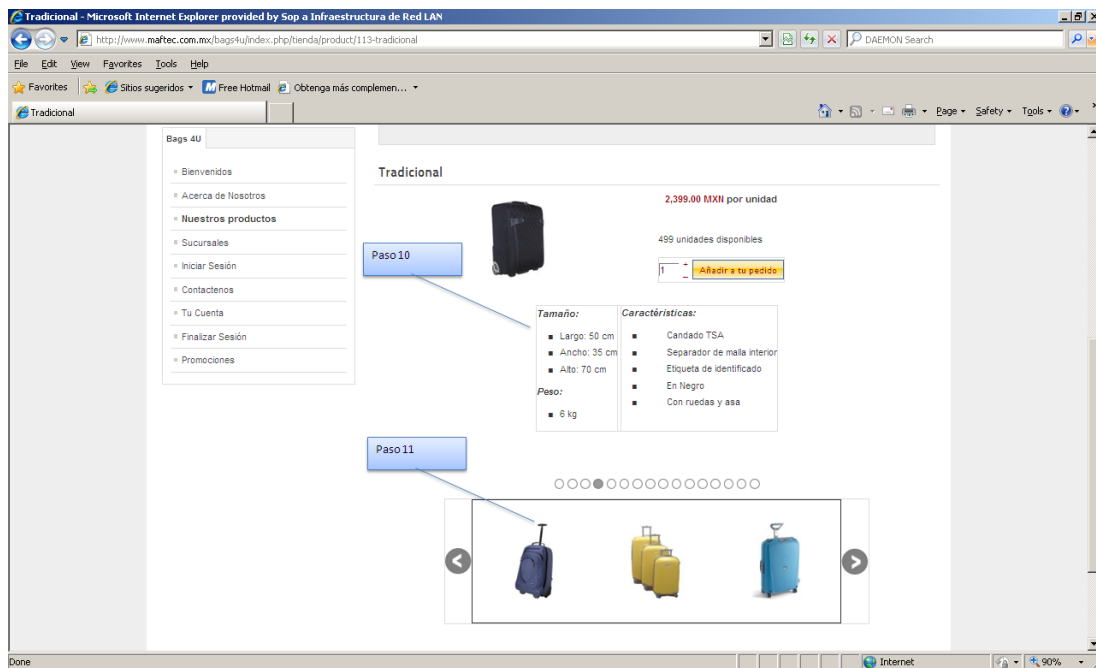 Tradicional - Microsoft Internet Explorer provided by Sop a Infraestructura de Red LAN
http://www.maftec.com.mx/bags4u/index.php/tienda/product/113-tradicional
DAEMON Search
File Edit View Favorites Tools Help
Favorites Sitios sugeridos Free Hotmail Obtenga más complemen...
Tradicional
Page Safety Tools
Bags 4U
Bienvenidos
Acerca de Nosotros
Nuestros productos
Sucursales
Iniciar Sesión
Contactenos
Tu Cuenta
Finalizar Sesión
Promociones
Tradicional
2,399.00 MXN por unidad
499 unidades disponibles
1 + - Añadir a tu pedido
Paso 10
Tamaño:
Largo: 50 cm
Ancho: 35 cm
Alto: 70 cm
Peso:
6 kg
Características:
Candado TSA
Separador de malla interior
Etiqueta de identificado
En Negro
Con ruedas y asa
Paso 11
Done Internet 90%